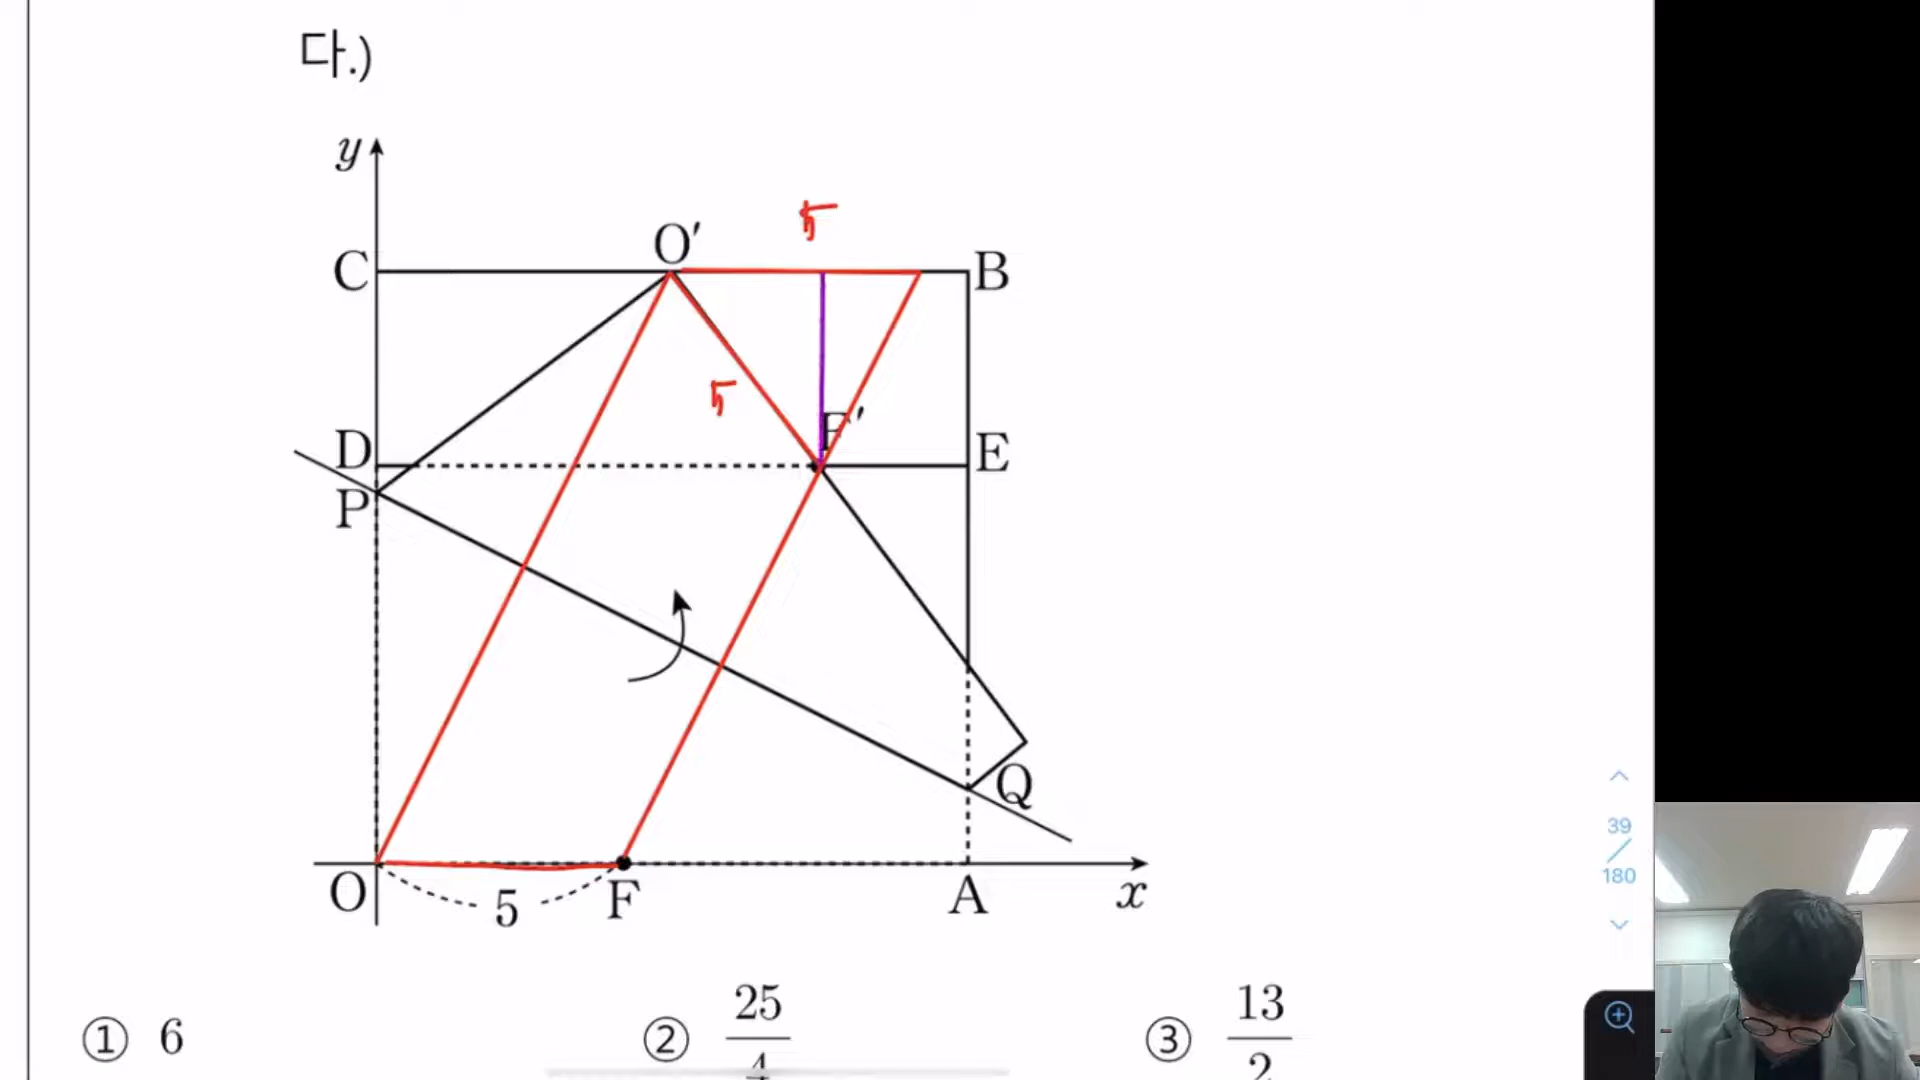 다.)
y
5
C O′ B
5
F′
D E
P
Q
O 5 F A x
39
/
180
① 6 ② 25/4 ③ 13/2